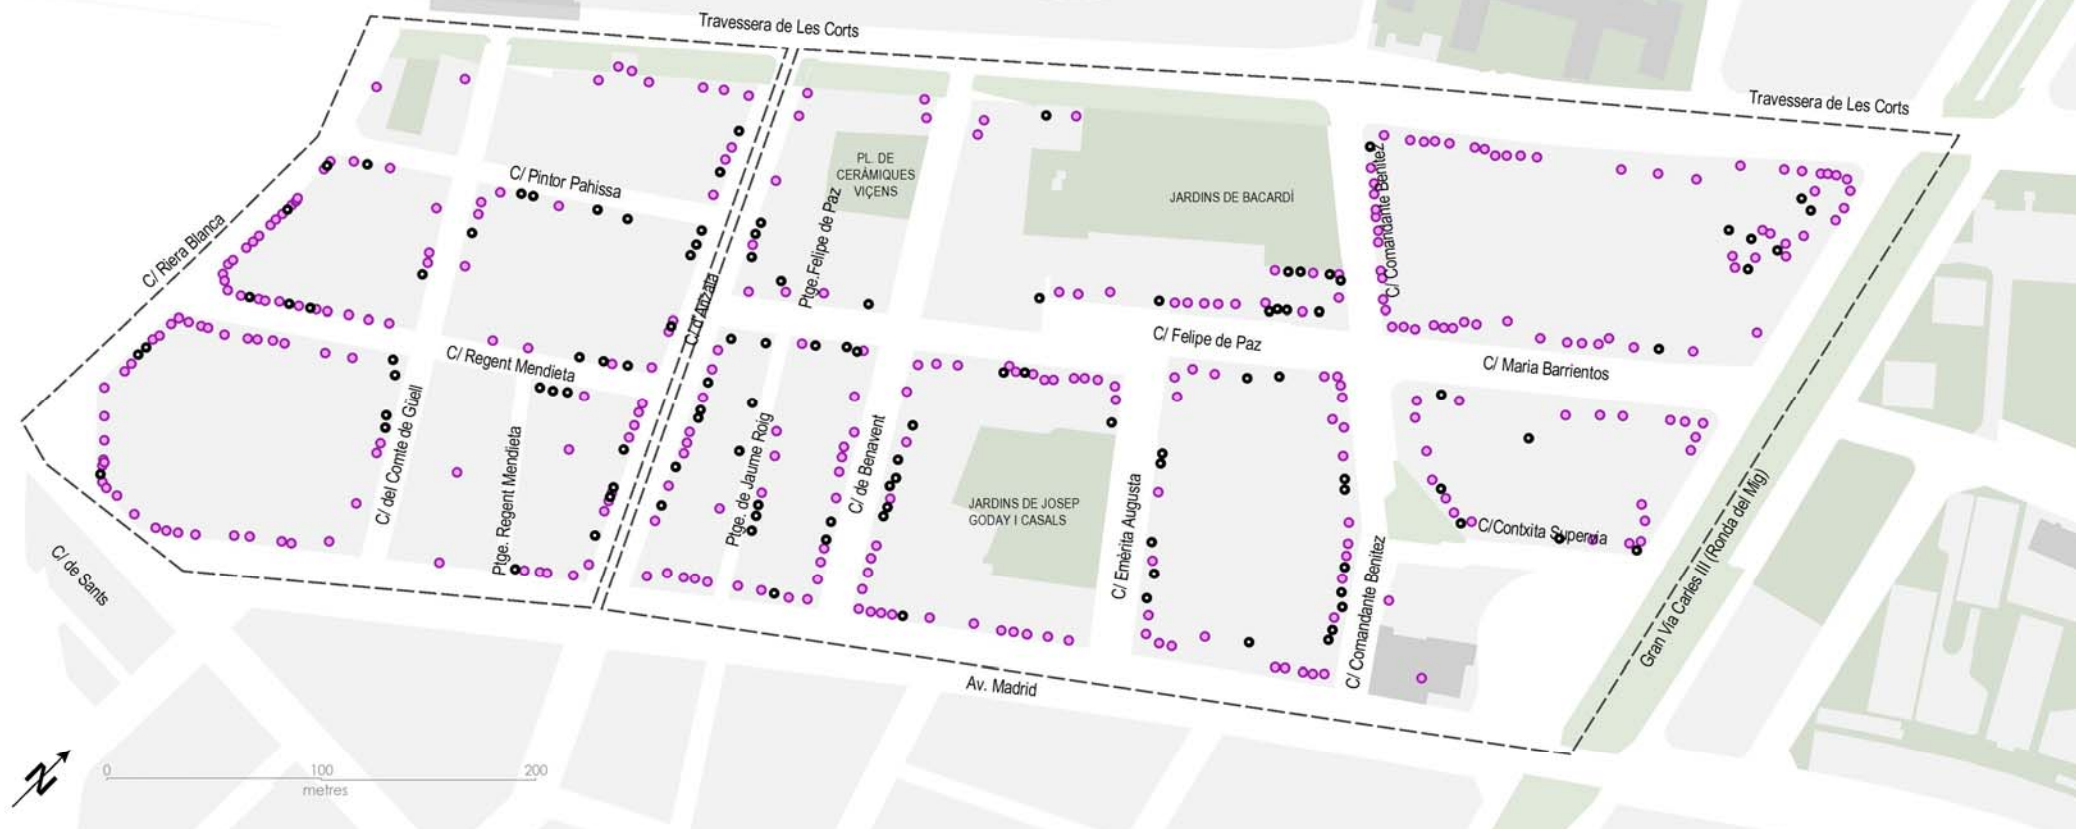 Travessera de Les Corts
Travessera de Les Corts
C/ Pintor Pahissa
PL. DE
CERÀMIQUES
VIÇENS
JARDINS DE BACARDÍ
C/ Comandante Benítez
C/ Riera Blanca
Ptge.Felipe de Paz
C/ d'Arizala
C/ Felipe de Paz
C/ Regent Mendieta
C/ Maria Barrientos
C/ del Comte de Güell
Ptge. Regent Mendieta
Ptge. de Jaume Roig
C/ de Benavent
JARDINS DE JOSEP
GODAY I CASALS
C/ Emèrita Augusta
C/Contxita Supervia
C/ de Sants
C/ Comandante Benítez
Gran Via Carles III (Ronda del Mig)
Av. Madrid
N
0 100 200
metres